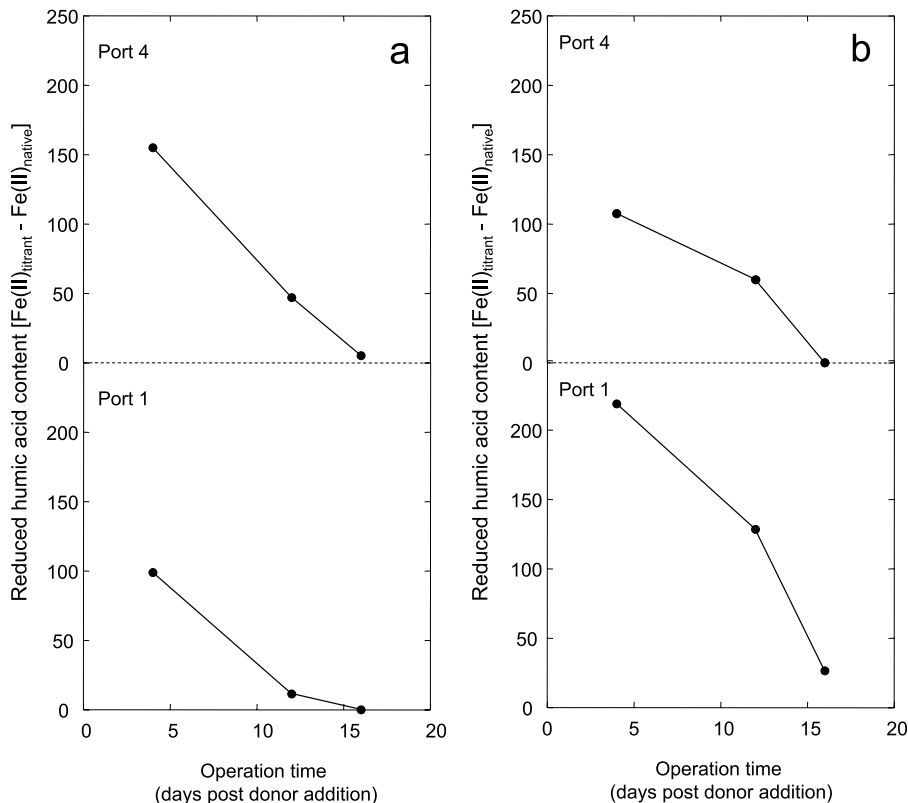 Reduced humic acid content [Fe(II)titrant - Fe(II)native]
250
200
150
100
50
0
200
150
100
50
0
Port 4
a
Port 1
0
5
10
15
20
Operation time
(days post donor addition)
Reduced humic acid content [Fe(II)titrant - Fe(II)native]
250
200
150
100
50
0
200
150
100
50
0
Port 4
b
Port 1
0
5
10
15
20
Operation time
(days post donor addition)